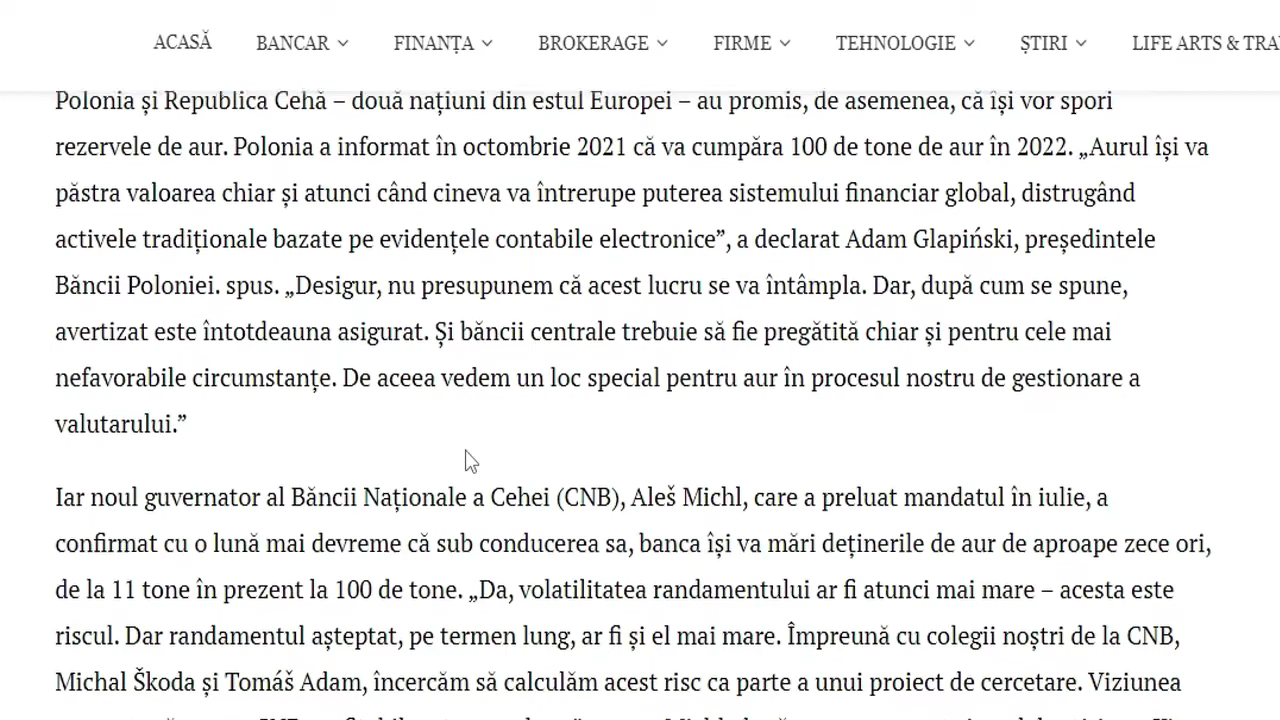 ACASĂ BANCAR FINANȚA BROKERAGE FIRME TEHNOLOGIE ȘTIRI LIFE ARTS & TRA
Polonia și Republica Cehă – două națiuni din estul Europei – au promis, de asemenea, că își vor spori
rezervele de aur. Polonia a informat în octombrie 2021 că va cumpăra 100 de tone de aur în 2022. „Aurul își va
păstra valoarea chiar și atunci când cineva va întrerupe puterea sistemului financiar global, distrugând
activele tradiționale bazate pe evidențele contabile electronice”, a declarat Adam Glapiński, președintele
Băncii Poloniei. spus. „Desigur, nu presupunem că acest lucru se va întâmpla. Dar, după cum se spune,
avertizat este întotdeauna asigurat. Și băncii centrale trebuie să fie pregătită chiar și pentru cele mai
nefavorabile circumstanțe. De aceea vedem un loc special pentru aur în procesul nostru de gestionare a
valutarului.”
Iar noul guvernator al Băncii Naționale a Cehei (CNB), Aleš Michl, care a preluat mandatul în iulie, a
confirmat cu o lună mai devreme că sub conducerea sa, banca își va mări deținerile de aur de aproape zece ori,
de la 11 tone în prezent la 100 de tone. „Da, volatilitatea randamentului ar fi atunci mai mare – acesta este
riscul. Dar randamentul așteptat, pe termen lung, ar fi și el mai mare. Împreună cu colegii noștri de la CNB,
Michal Škoda și Tomáš Adam, încercăm să calculăm acest risc ca parte a unui proiect de cercetare. Viziunea